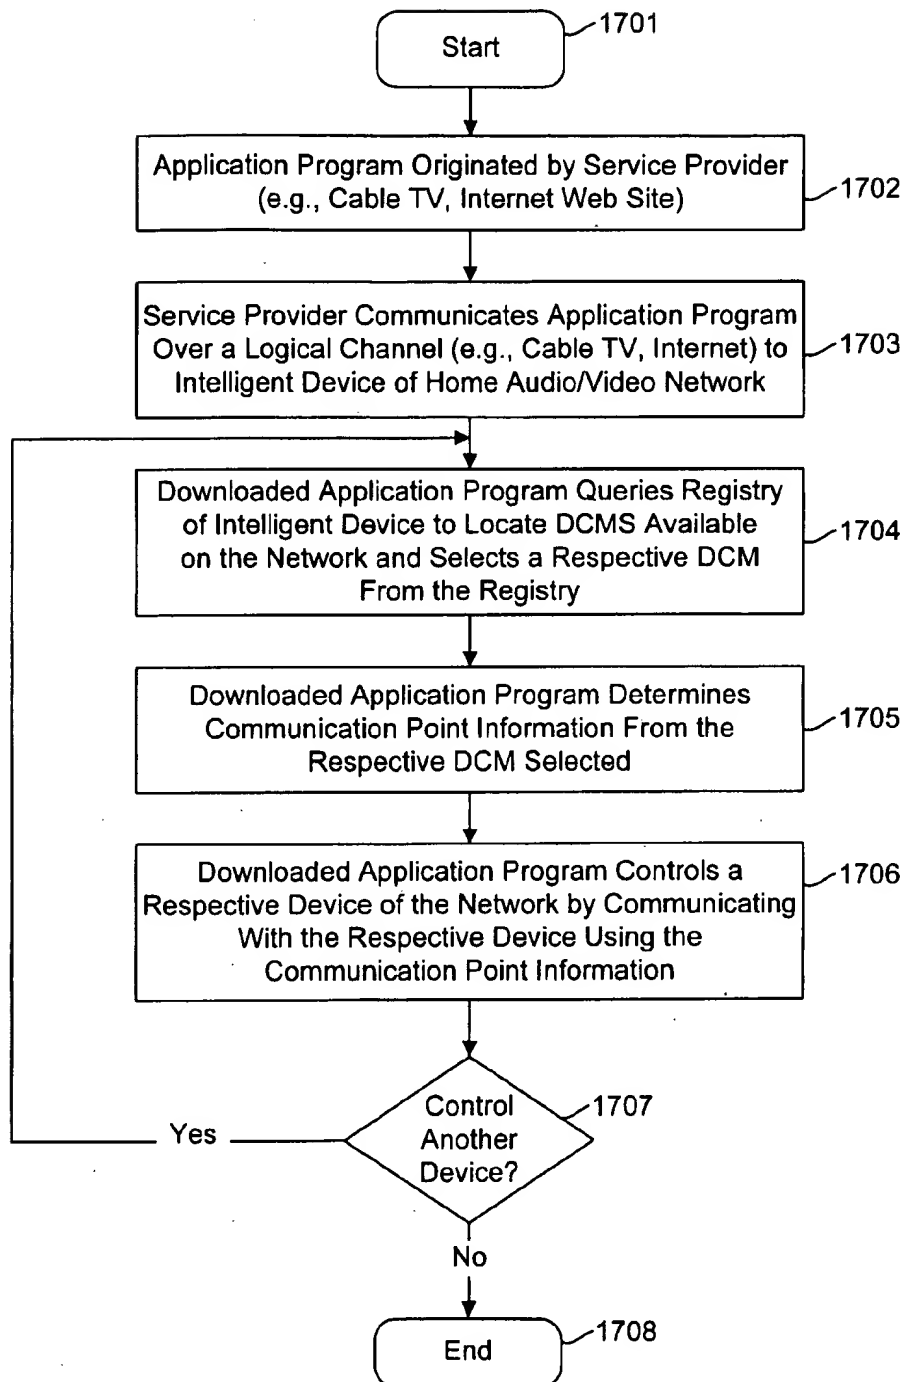 Start
1701
Application Program Originated by Service Provider
(e.g., Cable TV, Internet Web Site)
1702
Service Provider Communicates Application Program
Over a Logical Channel (e.g., Cable TV, Internet) to
Intelligent Device of Home Audio/Video Network
1703
Downloaded Application Program Queries Registry
of Intelligent Device to Locate DCMS Available
on the Network and Selects a Respective DCM
From the Registry
1704
Downloaded Application Program Determines
Communication Point Information From the
Respective DCM Selected
1705
Downloaded Application Program Controls a
Respective Device of the Network by Communicating
With the Respective Device Using the
Communication Point Information
1706
Control
Another
Device?
1707
Yes
No
End
1708